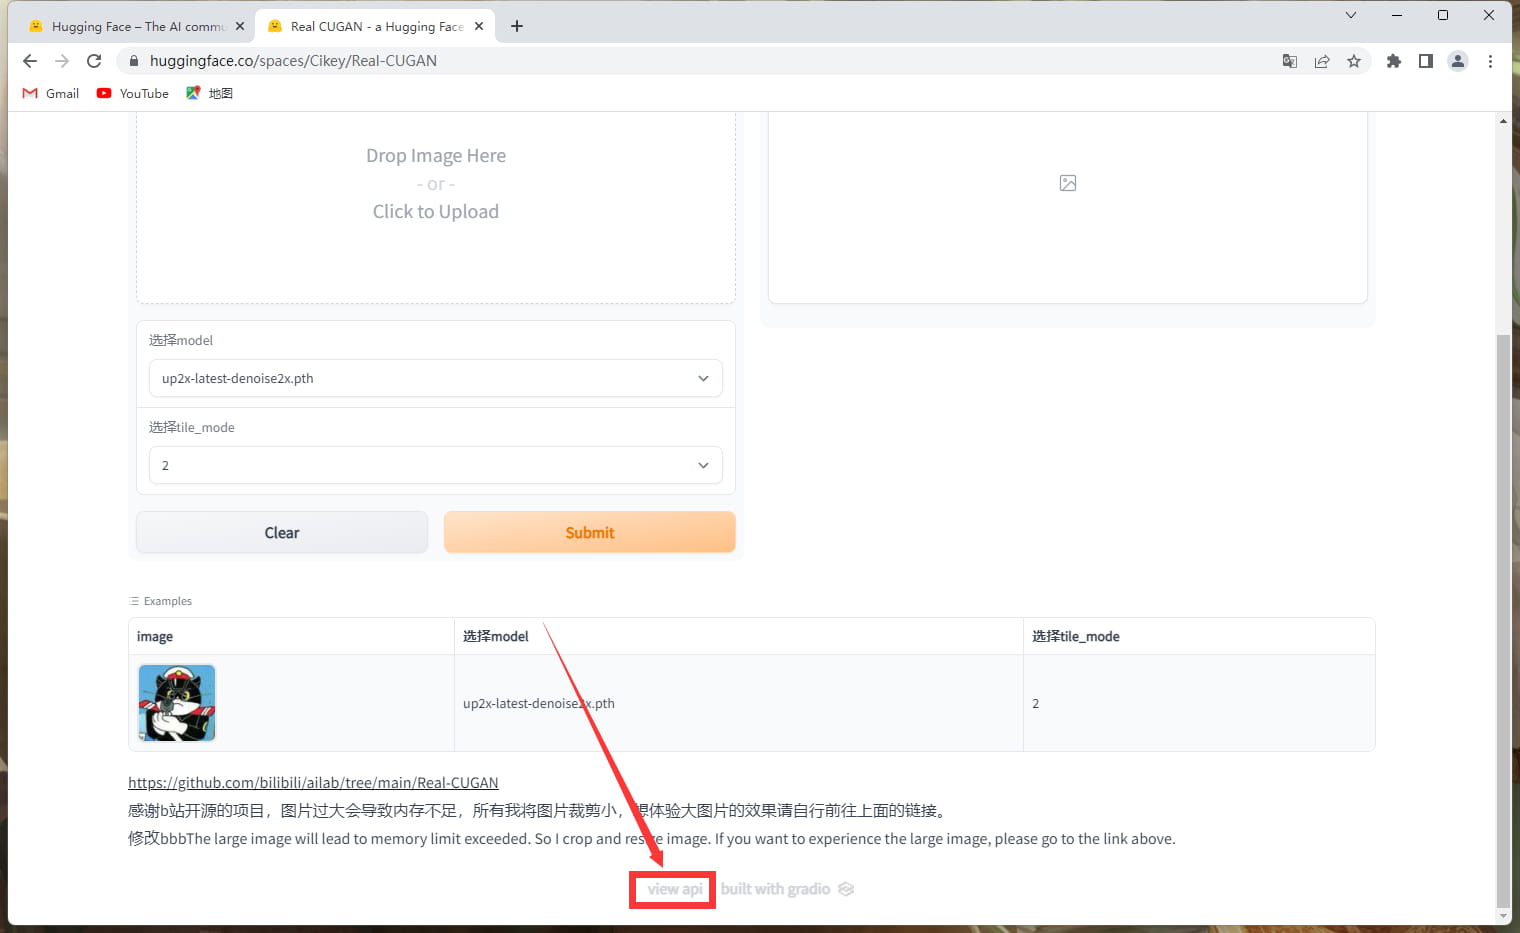 Hugging Face – The AI commu
Real CUGAN - a Hugging Face
huggingface.co/spaces/Cikey/Real-CUGAN
Gmail
YouTube
地图
Drop Image Here
- or -
Click to Upload
选择model
up2x-latest-denoise2x.pth
选择tile_mode
2
Clear
Submit
Examples
image
选择model
选择tile_mode
up2x-latest-denoise2x.pth
2
https://github.com/bilibili/ailab/tree/main/Real-CUGAN
感谢b站开源的项目，图片过大会导致内存不足，所有我将图片裁剪小，想体验大图片的效果请自行前往上面的链接。
修改bbbThe large image will lead to memory limit exceeded. So I crop and resize image. If you want to experience the large image, please go to the link above.
view api
built with gradio